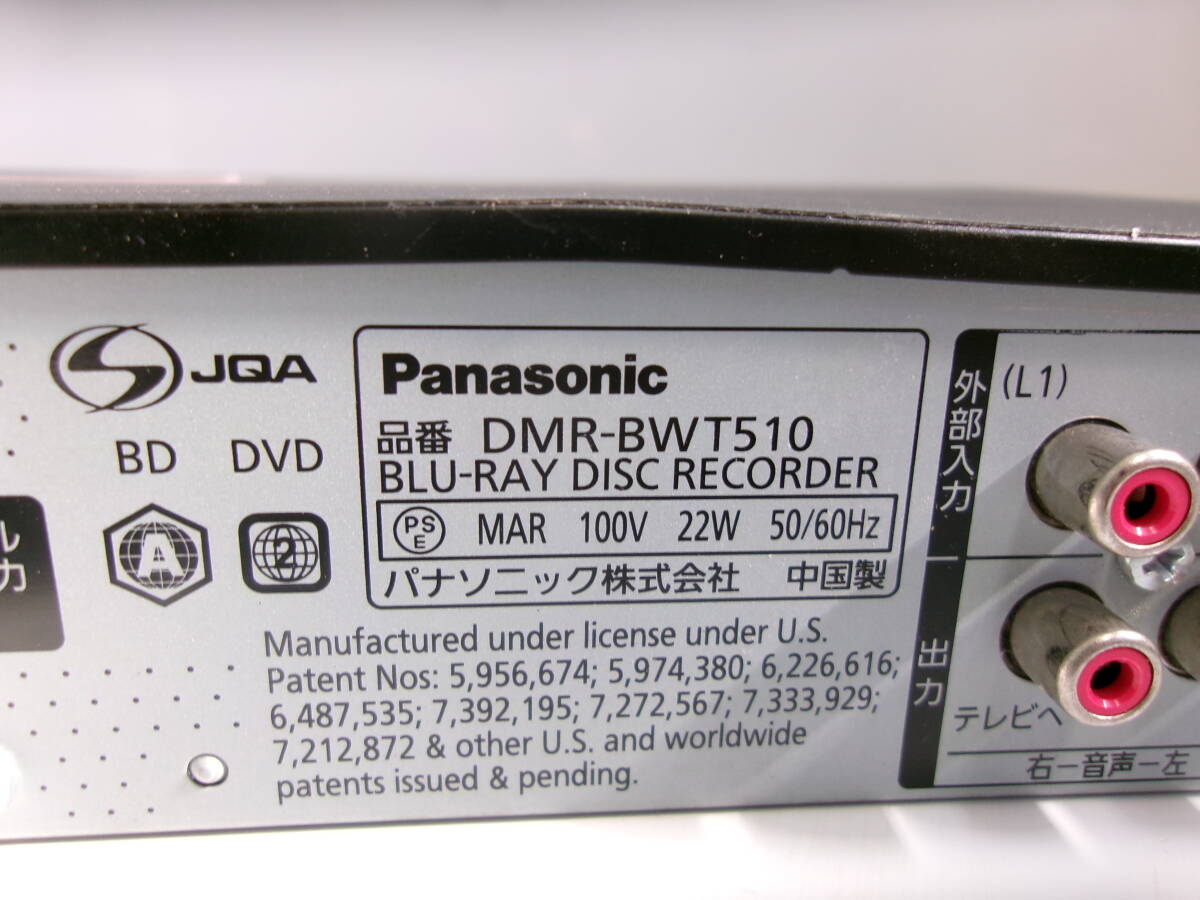 JQA
BD DVD
A 2
ル
力
Panasonic
品番 DMR-BWT510
BLU-RAY DISC RECORDER
PS
E
MAR 100V 22W 50/60Hz
パナソニック株式会社 中国製
Manufactured under license under U.S.
Patent Nos: 5,956,674; 5,974,380; 6,226,616;
6,487,535; 7,392,195; 7,272,567; 7,333,929;
7,212,872 & other U.S. and worldwide
patents issued & pending.
外部入力
(L1)
出力
テレビへ
右ー音声ー左